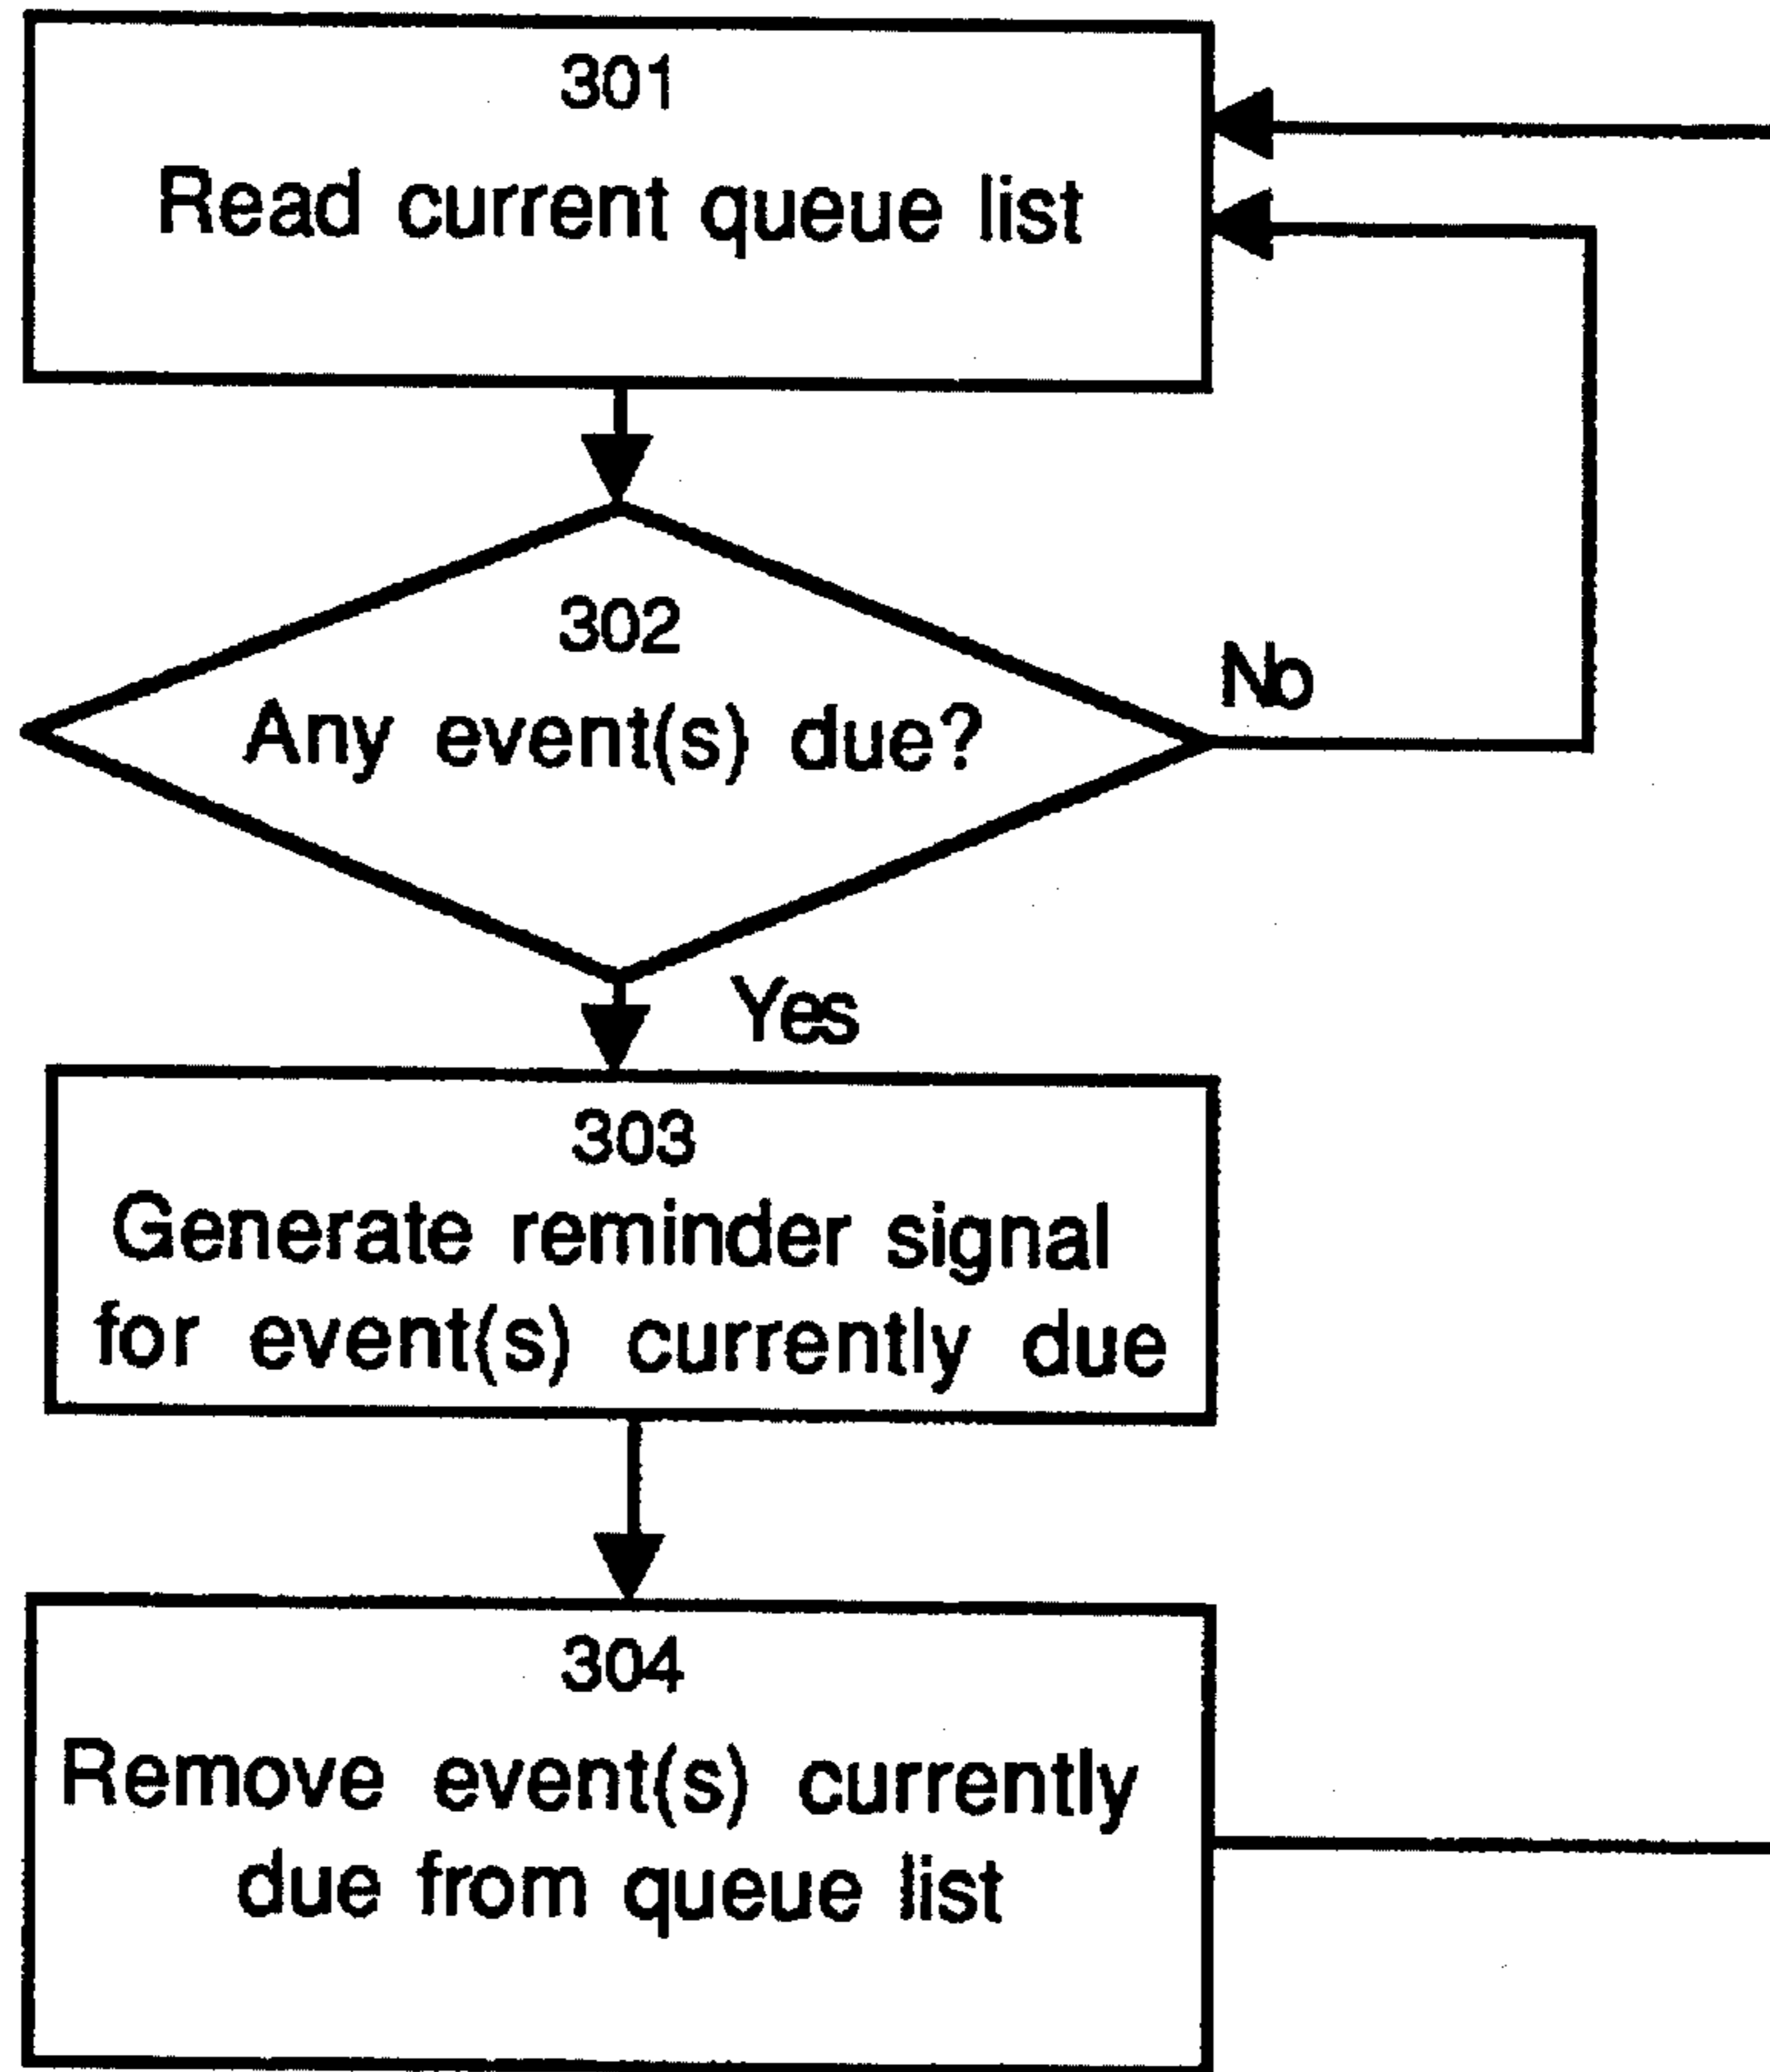 301
Read current queue list
302
Any event(s) due?
No
Yes
303
Generate reminder signal
for event(s) currently due
304
Remove event(s) currently
due from queue list